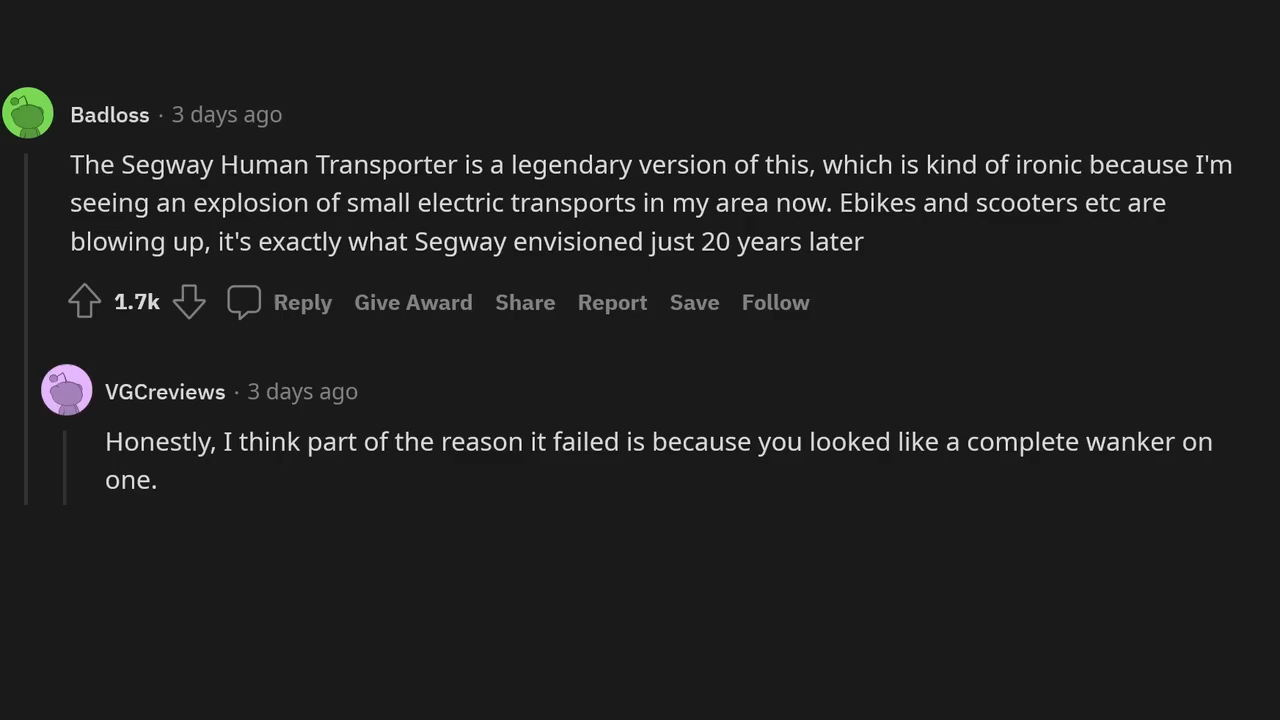 Badloss · 3 days ago
The Segway Human Transporter is a legendary version of this, which is kind of ironic because I'm
seeing an explosion of small electric transports in my area now. Ebikes and scooters etc are
blowing up, it's exactly what Segway envisioned just 20 years later
1.7k Reply Give Award Share Report Save Follow
VGCreviews · 3 days ago
Honestly, I think part of the reason it failed is because you looked like a complete wanker on
one.